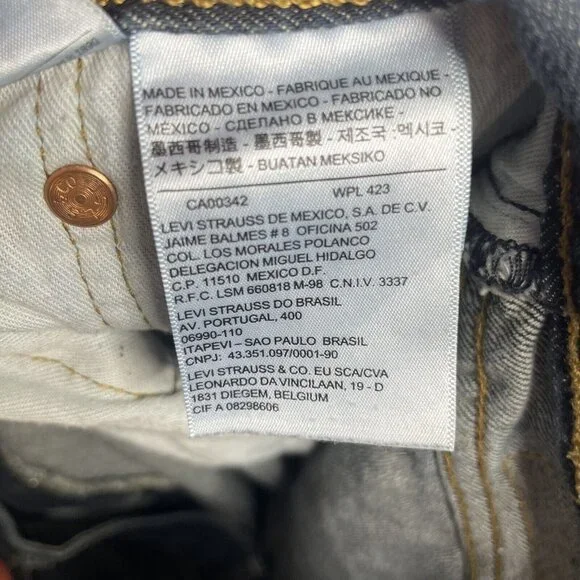 MADE IN MEXICO - FABRIQUE AU MEXIQUE -
FABRICADO EN MEXICO - FABRICADO NO
MEXICO - СДЕЛАНО В МЕКСИКЕ -
墨西哥制造 - 墨西哥製 - 제조국 -멕시코-
メキシコ製 - BUATAN MEKSIKO
CA00342 WPL 423
LEVI STRAUSS DE MEXICO, S.A. DE C.V.
JAIME BALMES # 8 OFICINA 502
COL. LOS MORALES POLANCO
DELEGACION MIGUEL HIDALGO
C.P. 11510 MEXICO D.F.
R.F.C. LSM 660818 M-98 C.N.I.V. 3337
LEVI STRAUSS DO BRASIL
AV. PORTUGAL, 400
06990-110
ITAPEVI – SAO PAULO BRASIL
CNPJ: 43.351.097/0001-90
LEVI STRAUSS & CO. EU SCA/CVA
LEONARDO DA VINCILAAN, 19 - D
1831 DIEGEM, BELGIUM
CIF A 08298606